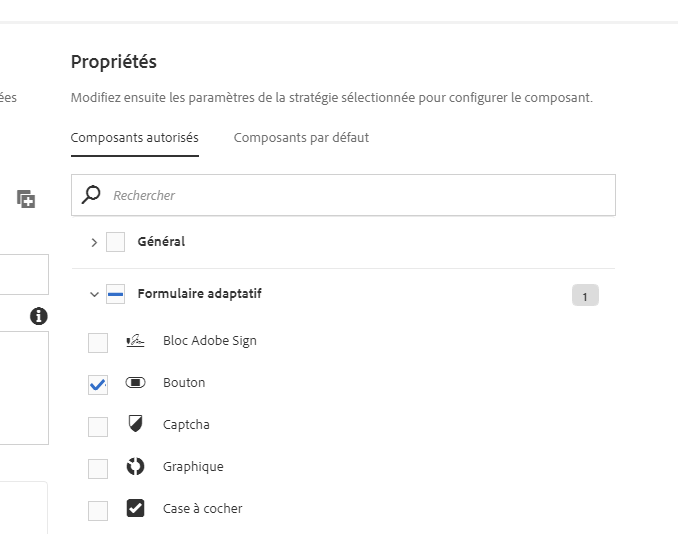 Propriétés
ées
Modifiez ensuite les paramètres de la stratégie sélectionnée pour configurer le composant.
Composants autorisés
Composants par défaut
Rechercher
Général
Formulaire adaptatif
1
Bloc Adobe Sign
Bouton
Captcha
Graphique
Case à cocher